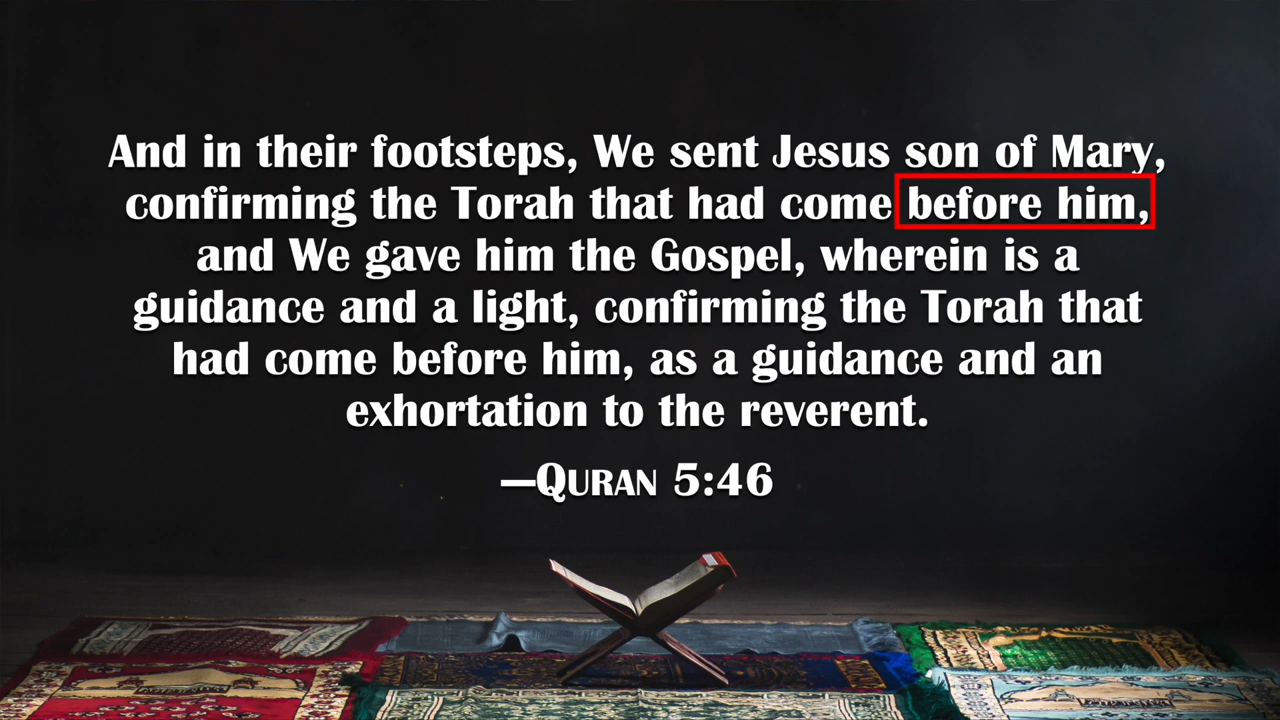 And in their footsteps, We sent Jesus son of Mary,
confirming the Torah that had come before him,
and We gave him the Gospel, wherein is a
guidance and a light, confirming the Torah that
had come before him, as a guidance and an
exhortation to the reverent.
—QURAN 5:46